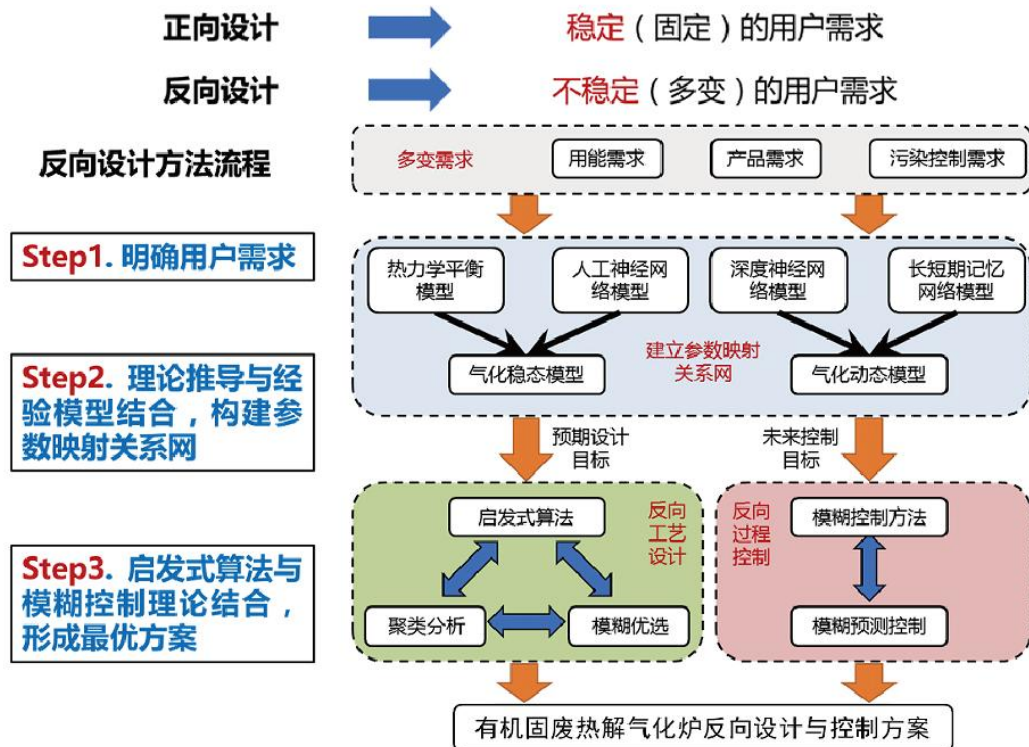 正向设计
稳定（固定）的用户需求
反向设计
不稳定（多变）的用户需求
反向设计方法流程
多变需求
用能需求
产品需求
污染控制需求
Step1. 明确用户需求
热力学平衡
模型
人工神经网
络模型
深度神经网
络模型
长短期记忆
网络模型
建立参数映射
关系网
气化稳态模型
气化动态模型
Step2. 理论推导与经
验模型结合，构建参
数映射关系网
预期设计
目标
未来控制
目标
Step3. 启发式算法与
模糊控制理论结合，
形成最优方案
启发式算法
反向
工艺
设计
聚类分析
模糊优选
反向
过程
控制
模糊控制方法
模糊预测控制
有机固废热解气化炉反向设计与控制方案